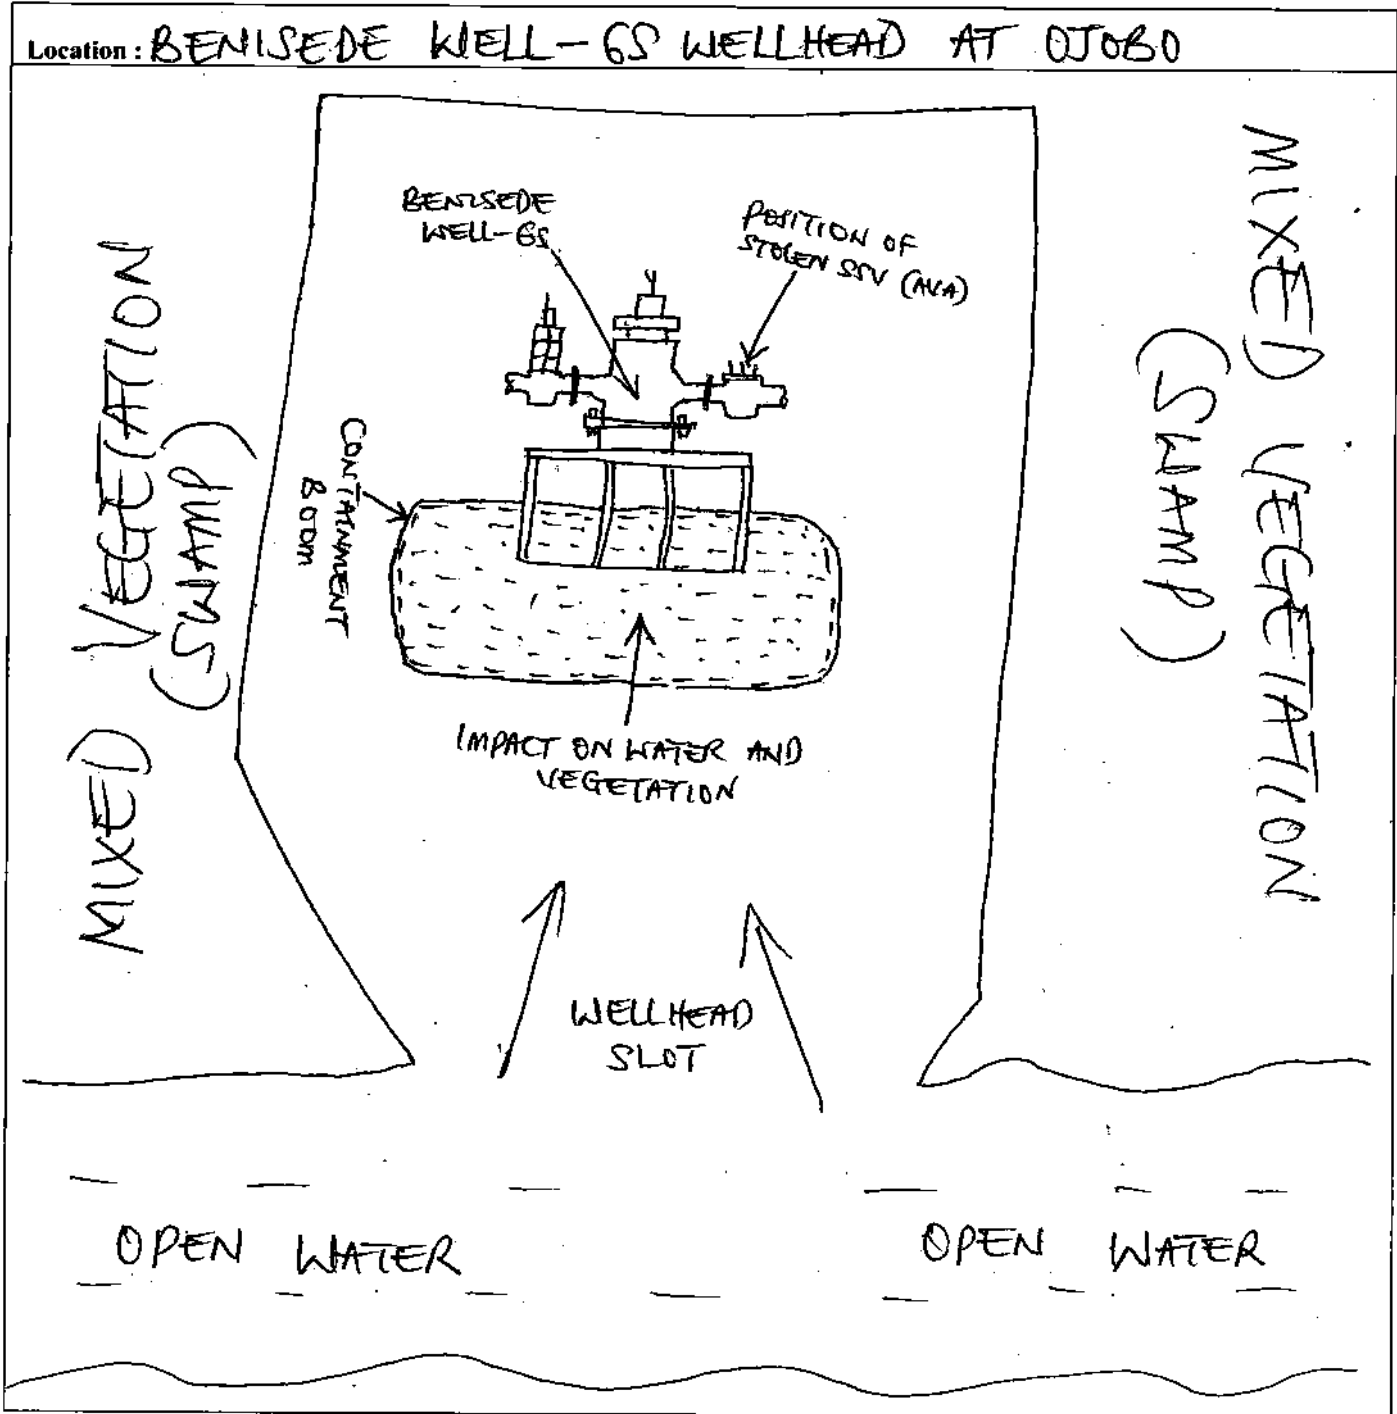 Location : BENISEDE WELL-6S WELLHEAD AT OJOBO
BENISEDE
WELL-6S
POSITION OF
STOLEN SSV (AVA)
MIXED VEGETATION
(SWAMP)
CONTAINMENT
BOOM
MIXED VEGETATION
(SWAMP)
IMPACT ON WATER AND
VEGETATION
WELLHEAD
SLOT
OPEN WATER
OPEN WATER